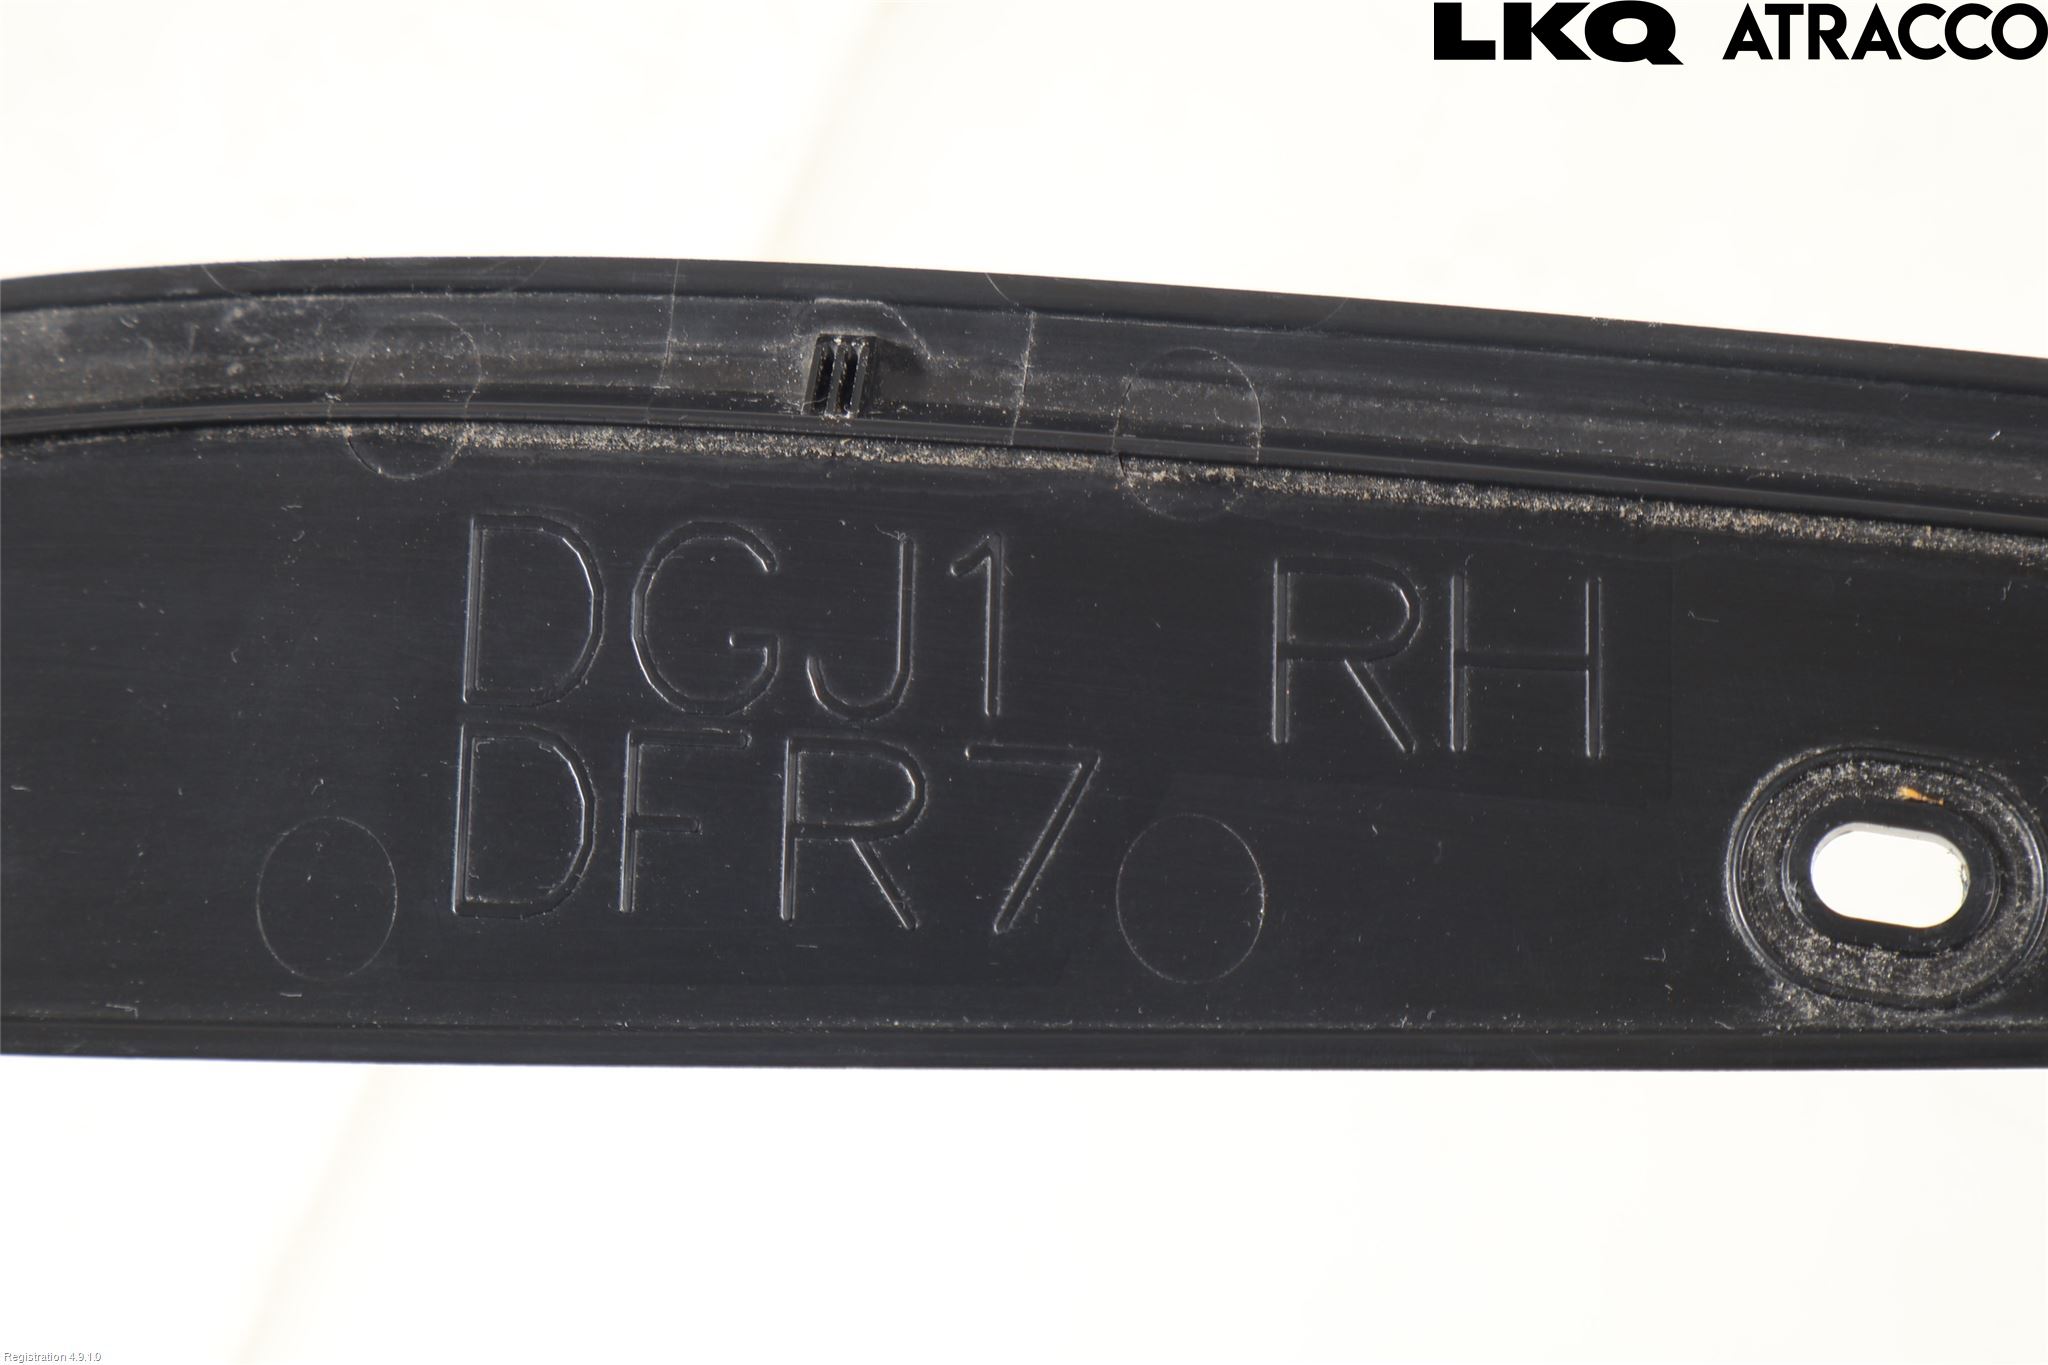 LKQ ATRACCO
DGJ1 RH
DFR7
Registration 4.9.1.0